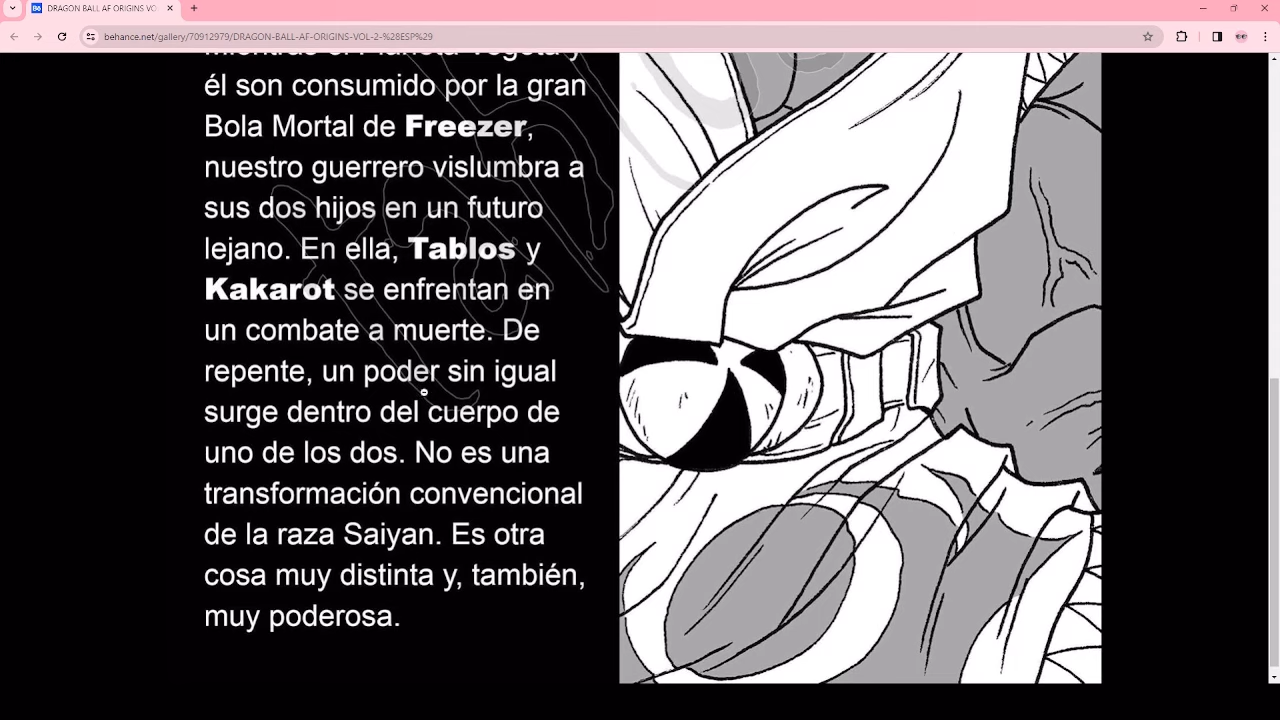 DRAGON BALL AF ORIGINS VO
behance.net/gallery/70912979/DRAGON-BALL-AF-ORIGINS-VOL-2-%28ESP%29
Mientras el Planeta Vegeta y
él son consumido por la gran
Bola Mortal de Freezer,
nuestro guerrero vislumbra a
sus dos hijos en un futuro
lejano. En ella, Tablos y
Kakarot se enfrentan en
un combate a muerte. De
repente, un poder sin igual
surge dentro del cuerpo de
uno de los dos. No es una
transformación convencional
de la raza Saiyan. Es otra
cosa muy distinta y, también,
muy poderosa.